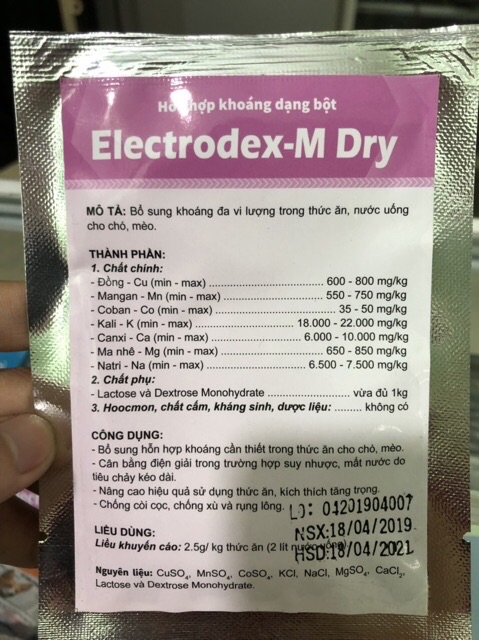 Hỗn hợp khoáng dạng bột
Electrodex-M Dry
MÔ TẢ: Bổ sung khoáng đa vi lượng trong thức ăn, nước uống
cho chó, mèo.
THÀNH PHẦN:
1. Chất chính:
- Đồng - Cu (min - max) .................................. 600 - 800 mg/kg
- Mangan - Mn (min - max) ............................. 550 - 750 mg/kg
- Coban - Co (min - max) .................................. 35 - 50 mg/kg
- Kali - K (min - max) ............................ 18.000 - 22.000 mg/kg
- Canxi - Ca (min - max) ........................ 6.000 - 10.000 mg/kg
- Ma nhê - Mg (min - max) .............................. 650 - 850 mg/kg
- Natri - Na (min - max) ........................... 6.500 - 7.500 mg/kg
2. Chất phụ:
- Lactose và Dextrose Monohydrate ................... vừa đủ 1kg
3. Hoocmon, chất cấm, kháng sinh, dược liệu: ......... không có
CÔNG DỤNG:
- Bổ sung hỗn hợp khoáng cần thiết trong thức ăn cho chó, mèo.
- Cân bằng điện giải trong trường hợp suy nhược, mất nước do
tiêu chảy kéo dài.
- Nâng cao hiệu quả sử dụng thức ăn, kích thích tăng trọng.
- Chống còi cọc, chống xù và rụng lông.
LO: 04201904007
NSX:18/04/2019
HSD:18/04/2021
LIỀU DÙNG:
Liều khuyến cáo: 2.5g/ kg thức ăn (2 lít nước uống)
Nguyên liệu: CuSO₄, MnSO₄, CoSO₄, KCl, NaCl, MgSO₄, CaCl₂,
Lactose và Dextrose Monohydrate.